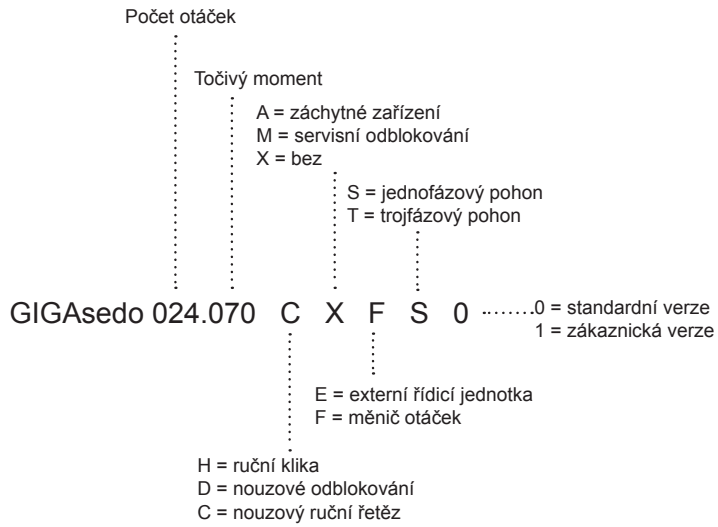 Počet otáček
Točivý moment
A = záchytné zařízení
M = servisní odblokování
X = bez
S = jednofázový pohon
T = trojfázový pohon
GIGAsedo 024.070 C X F S 0
0 = standardní verze
1 = zákaznická verze
E = externí řídicí jednotka
F = měnič otáček
H = ruční klika
D = nouzové odblokování
C = nouzový ruční řetěz